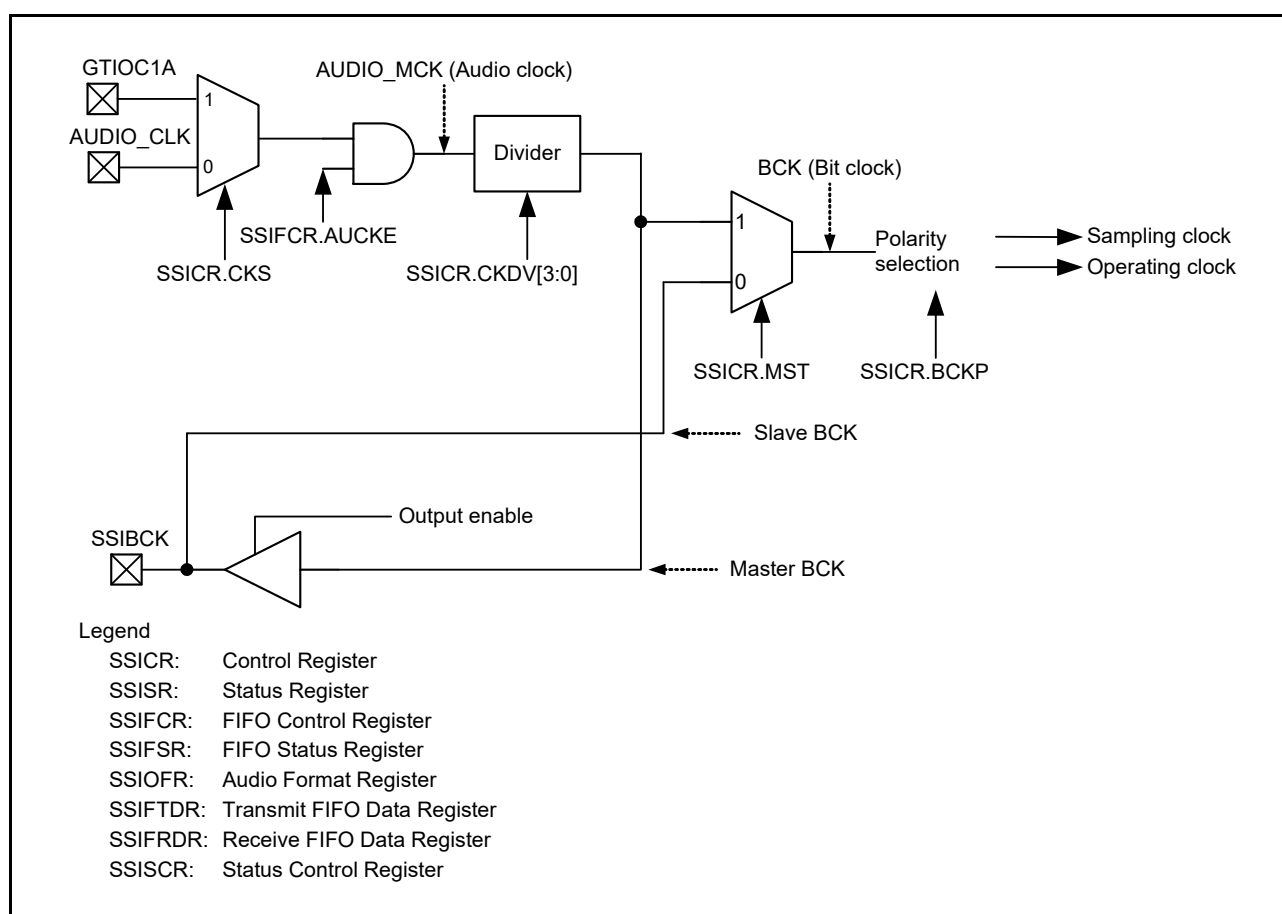 GTIOC1A
AUDIO_MCK (Audio clock)
1
AUDIO_CLK
0
Divider
BCK (Bit clock)
SSIFCR.AUCKE
1
Polarity
selection
Sampling clock
Operating clock
SSICR.CKS
SSICR.CKDV[3:0]
0
SSICR.MST
SSICR.BCKP
Slave BCK
Output enable
SSIBCK
Master BCK
Legend
SSICR: Control Register
SSISR: Status Register
SSIFCR: FIFO Control Register
SSIFSR: FIFO Status Register
SSIOFR: Audio Format Register
SSIFTDR: Transmit FIFO Data Register
SSIFRDR: Receive FIFO Data Register
SSISCR: Status Control Register